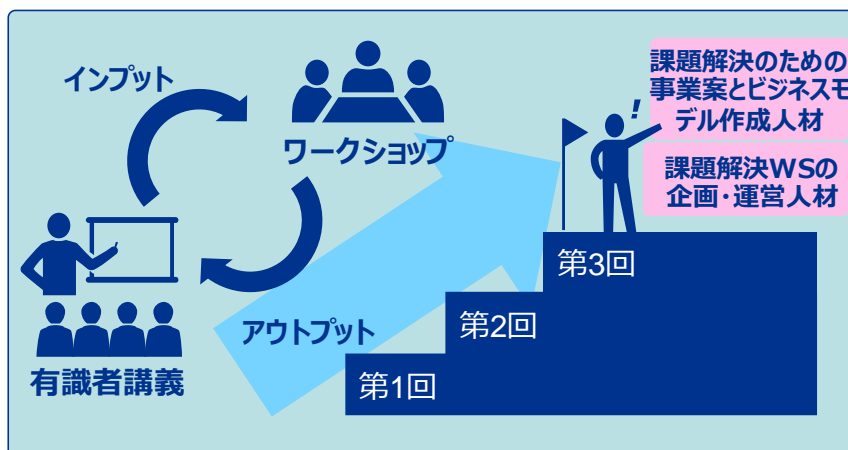 インプット
ワークショップ
有識者講義
アウトプット
第1回
第2回
第3回
!
課題解決のための
事業案とビジネスモ
デル作成人材
課題解決WSの
企画・運営人材